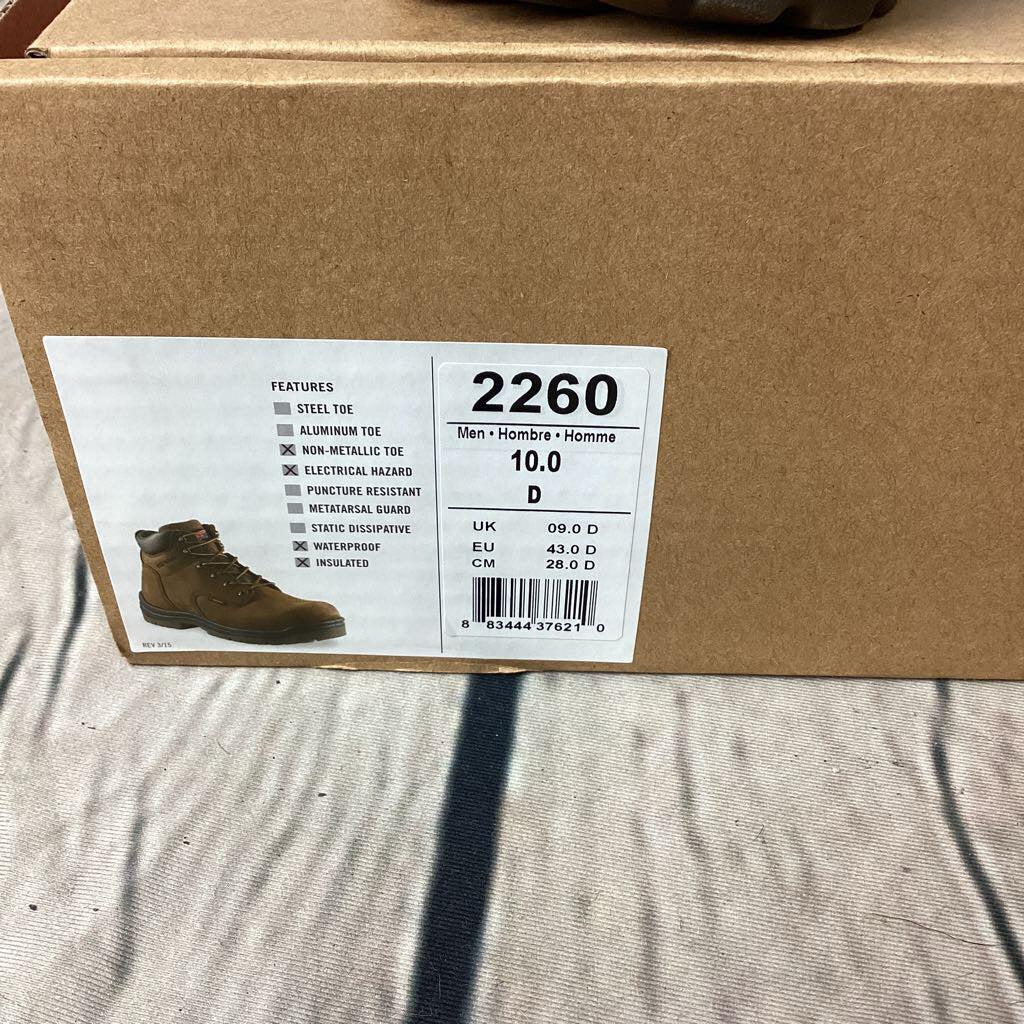 FEATURES
STEEL TOE
ALUMINUM TOE
NON-METALLIC TOE
ELECTRICAL HAZARD
PUNCTURE RESISTANT
METATARSAL GUARD
STATIC DISSIPATIVE
WATERPROOF
INSULATED
REV 3/15
2260
Men • Hombre • Homme
10.0
D
UK 09.0 D
EU 43.0 D
CM 28.0 D
8 83444 37621 0